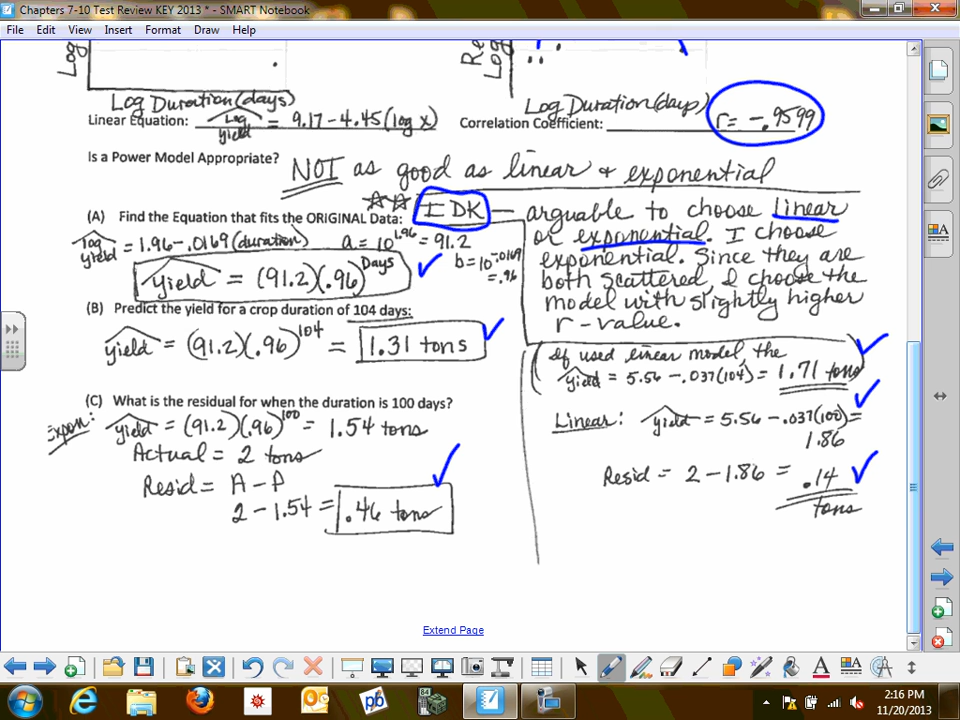 Chapters 7-10 Test Review KEY 2013 * - SMART Notebook
File Edit View Insert Format Draw Help
Log
Log
Log Duration (days)
Log Duration (days)
Linear Equation: log yield = 9.17 - 4.45 (log x)
Correlation Coefficient: r = -.9599
Is a Power Model Appropriate? NOT as good as linear & exponential
(A) Find the Equation that fits the ORIGINAL Data:
log yield = 1.96 - .0169 (duration) a = 10^1.96 = 91.2
b = 10^-.0169
= .96
yield = (91.2)(.96)^Days
IDK — arguable to choose linear
or exponential. I choose
exponential. Since they are
both scattered, I choose the
model with slightly higher
r-value.
(B) Predict the yield for a crop duration of 104 days:
yield = (91.2)(.96)^104 = 1.31 tons
(If used linear model, the
yield = 5.56 - .037(104) = 1.71 tons)
(C) What is the residual for when the duration is 100 days?
Expon: yield = (91.2)(.96)^100 = 1.54 tons
Actual = 2 tons
Resid = A - P
2 - 1.54 = .46 tons
Linear: yield = 5.56 - .037(100) =
1.86
Resid = 2 - 1.86 = .14
tons
Extend Page
2:16 PM
11/20/2013